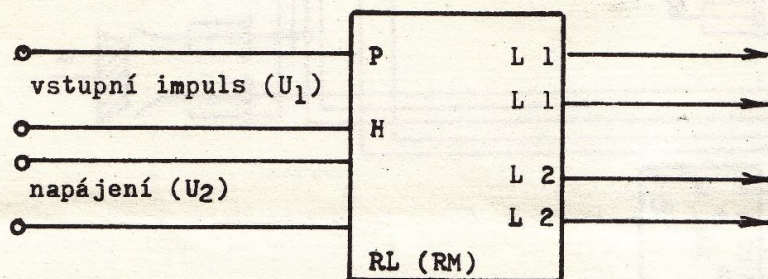 P L 1
vstupní impuls (U1)
L 1
H
L 2
napájení (U2)
L 2
RL (RM)